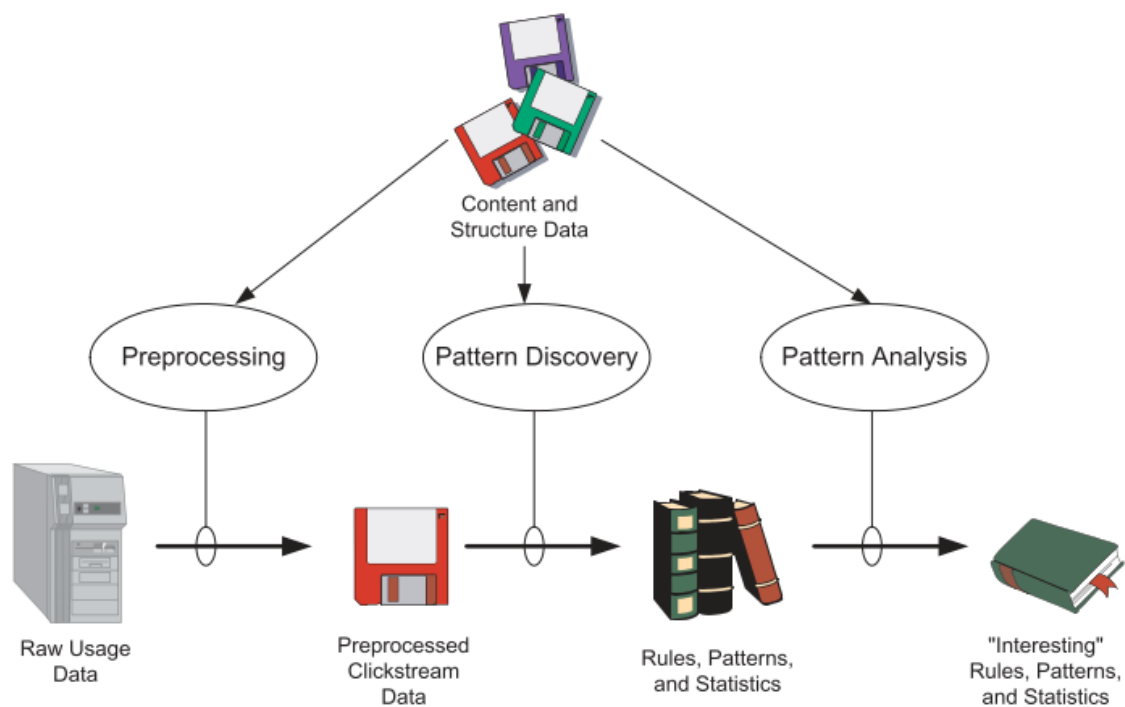 Content and
Structure Data
Preprocessing
Pattern Discovery
Pattern Analysis
Raw Usage
Data
Preprocessed
Clickstream
Data
Rules, Patterns,
and Statistics
"Interesting"
Rules, Patterns,
and Statistics